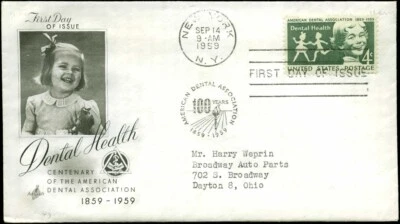 First Day
OF ISSUE
Dental Health
CENTENARY
OF THE AMERICAN
DENTAL ASSOCIATION
1859 - 1959
NEW YORK
SEP 14
9-AM
1959
N.Y.
AMERICAN DENTAL ASSOCIATION
100 YEARS
1859-1959
AMERICAN DENTAL ASSOCIATION 1859-1959
Dental Health
4¢
UNITED STATES POSTAGE
FIRST DAY OF ISSUE
Mr. Harry Weprin
Broadway Auto Parts
702 S. Broadway
Dayton 8, Ohio